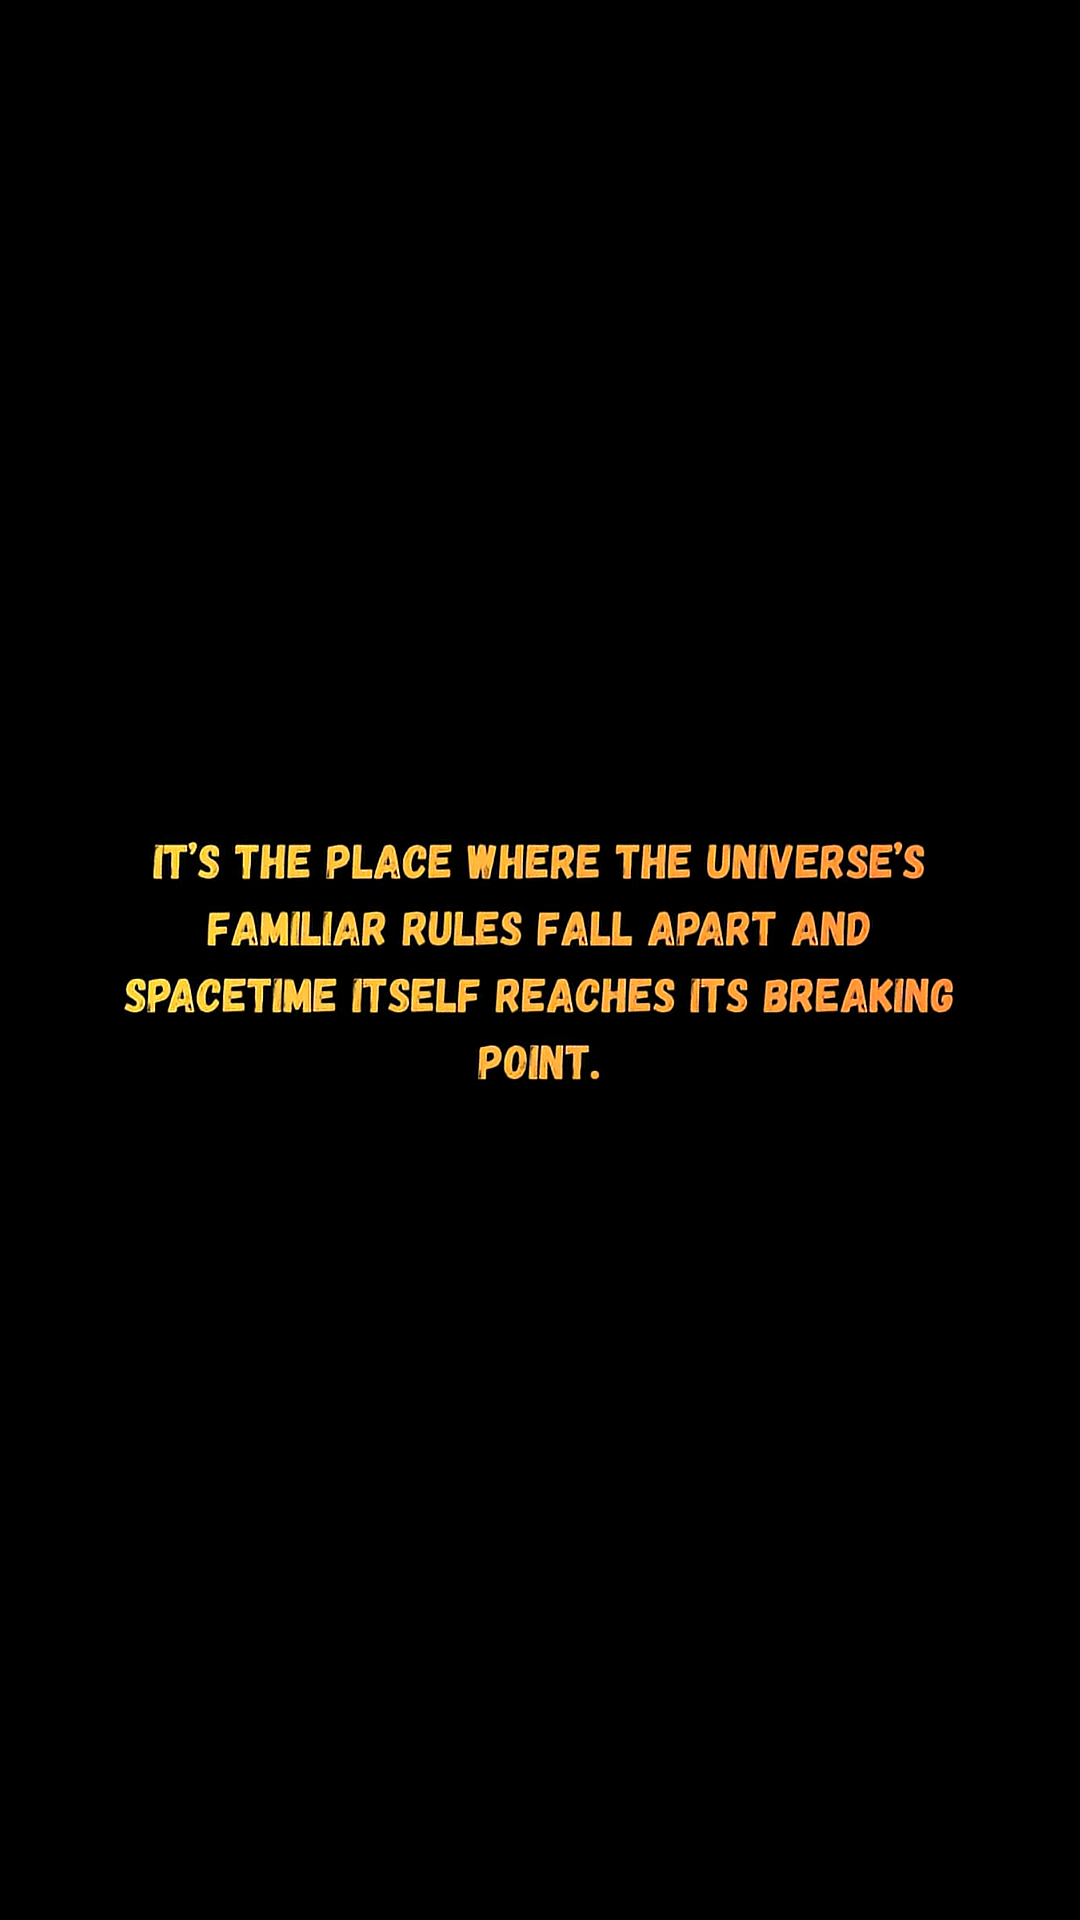 IT'S THE PLACE WHERE THE UNIVERSE'S
FAMILIAR RULES FALL APART AND
SPACETIME ITSELF REACHES ITS BREAKING
POINT.